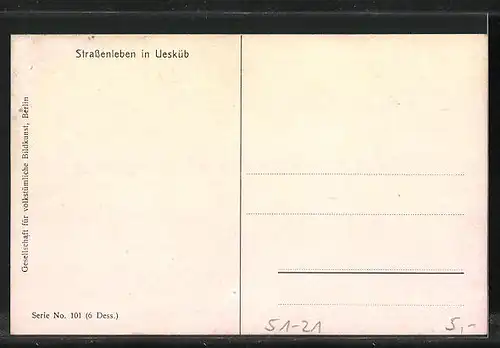 Straßenleben in Uesküb
Gesellschaft für volkstümliche Bildkunst, Berlin
Serie No. 101 (6 Dess.)
51-21
5,-